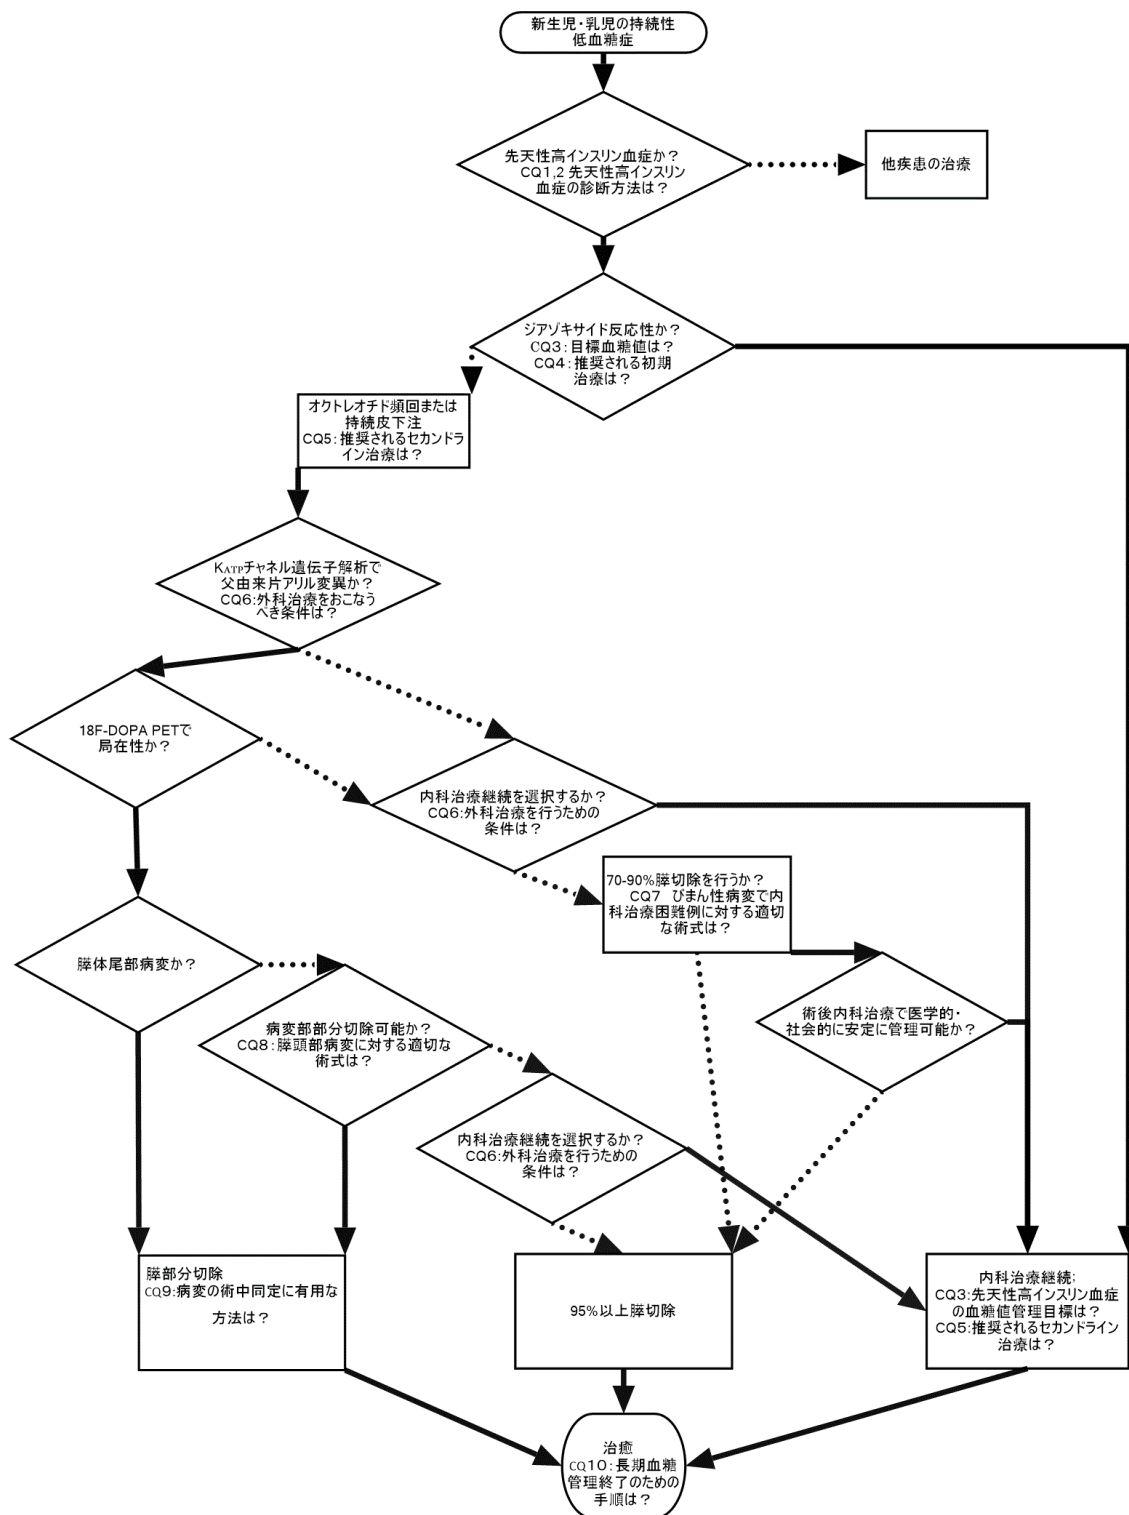 新生児・乳児の持続性
低血糖症
先天性高インスリン血症か？
CQ1,2 先天性高インスリン
血症の診断方法は？
他疾患の治療
ジアゾキサイド反応性か？
CQ3：目標血糖値は？
CQ4：推奨される初期
治療は？
オクトレオチド頻回または
持続皮下注
CQ5：推奨されるセカンドラ
イン治療は？
KATPチャネル遺伝子解析で
父由来片アリル変異か？
CQ6:外科治療をおこなう
べき条件は？
18F-DOPA PETで
局在性か？
内科治療継続を選択するか？
CQ6:外科治療を行うための
条件は？
70-90%膵切除を行うか？
CQ7　びまん性病変で内
科治療困難例に対する適切
な術式は？
膵体尾部病変か？
病変部部分切除可能か？
CQ8：膵頭部病変に対する適切な
術式は？
術後内科治療で医学的・
社会的に安定に管理可能か？
内科治療継続を選択するか？
CQ6:外科治療を行うための
条件は？
膵部分切除
CQ9:病変の術中同定に有用な
方法は？
95%以上膵切除
内科治療継続;
CQ3：先天性高インスリン血症
の血糖値管理目標は？
CQ5：推奨されるセカンドライン
治療は？
治癒
CQ10：長期血糖
管理終了のための
手順は？